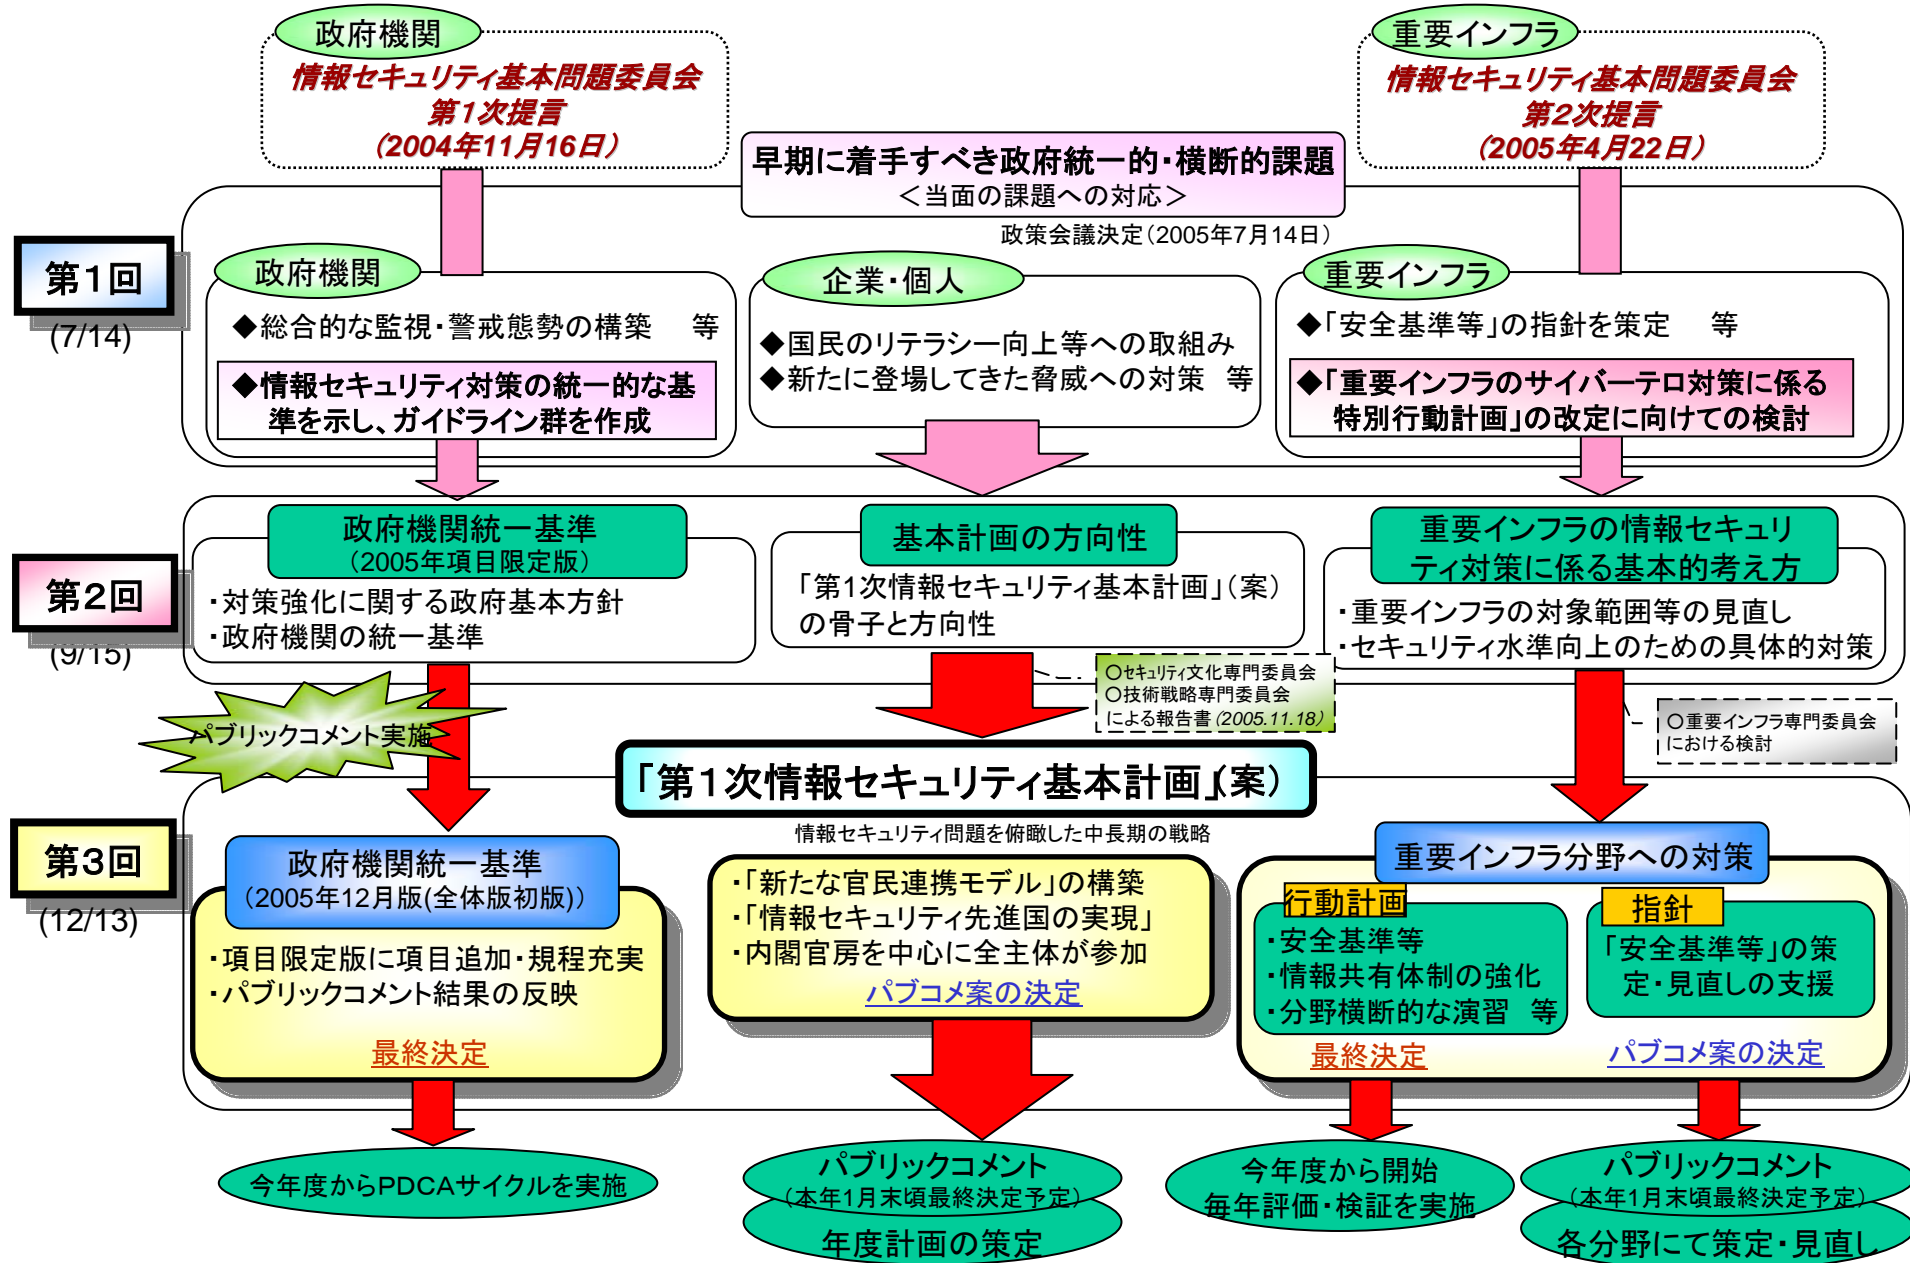 政府機関
情報セキュリティ基本問題委員会
第1次提言
（2004年11月16日）
重要インフラ
情報セキュリティ基本問題委員会
第2次提言
（2005年4月22日）
早期に着手すべき政府統一的・横断的課題
＜当面の課題への対応＞
政策会議決定（2005年7月14日）
第1回
(7/14)
政府機関
◆総合的な監視・警戒態勢の構築　等
◆情報セキュリティ対策の統一的な基
準を示し、ガイドライン群を作成
企業・個人
◆国民のリテラシー向上等への取組み
◆新たに登場してきた脅威への対策　等
重要インフラ
◆「安全基準等」の指針を策定　等
◆「重要インフラのサイバーテロ対策に係る
特別行動計画」の改定に向けての検討
第2回
(9/15)
政府機関統一基準
（2005年項目限定版）
・対策強化に関する政府基本方針
・政府機関の統一基準
基本計画の方向性
「第1次情報セキュリティ基本計画」（案）
の骨子と方向性
重要インフラの情報セキュリ
ティ対策に係る基本的考え方
・重要インフラの対象範囲等の見直し
・セキュリティ水準向上のための具体的対策
パブリックコメント実施
○セキュリティ文化専門委員会
○技術戦略専門委員会
による報告書（2005.11.18）
○重要インフラ専門委員会
における検討
「第1次情報セキュリティ基本計画」（案）
情報セキュリティ問題を俯瞰した中長期の戦略
第3回
(12/13)
政府機関統一基準
（2005年12月版(全体版初版)）
・項目限定版に項目追加・規程充実
・パブリックコメント結果の反映
最終決定
・「新たな官民連携モデル」の構築
・「情報セキュリティ先進国の実現」
・内閣官房を中心に全主体が参加
パブコメ案の決定
重要インフラ分野への対策
行動計画
・安全基準等
・情報共有体制の強化
・分野横断的な演習　等
最終決定
指針
「安全基準等」の策
定・見直しの支援
パブコメ案の決定
今年度からPDCAサイクルを実施
パブリックコメント
（本年1月末頃最終決定予定）
年度計画の策定
今年度から開始
毎年評価・検証を実施
パブリックコメント
（本年1月末頃最終決定予定）
各分野にて策定・見直し